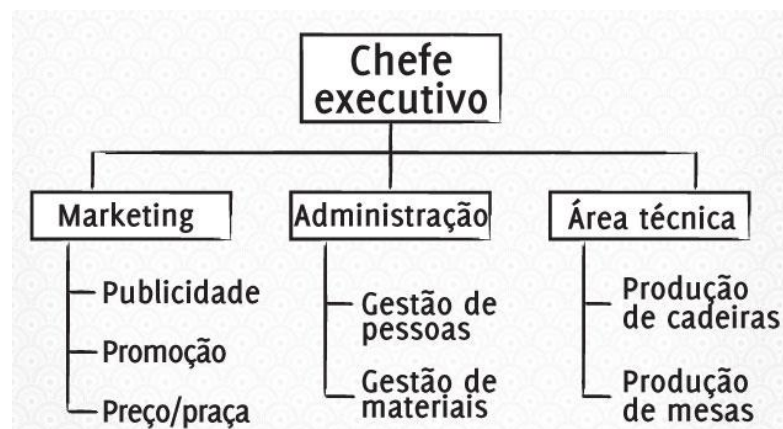 Chefe
executivo
Marketing
Administração
Área técnica
Publicidade
Promoção
Preço/praça
Gestão de
pessoas
Gestão de
materiais
Produção
de cadeiras
Produção
de mesas